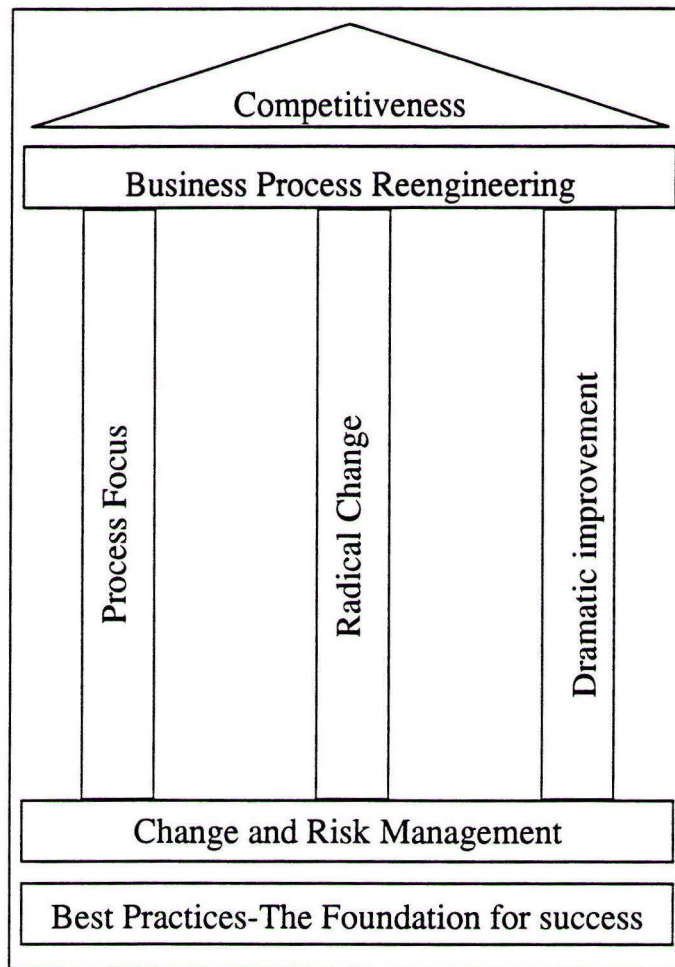 Competitiveness
Business Process Reengineering
Process Focus
Radical Change
Dramatic improvement
Change and Risk Management
Best Practices-The Foundation for success